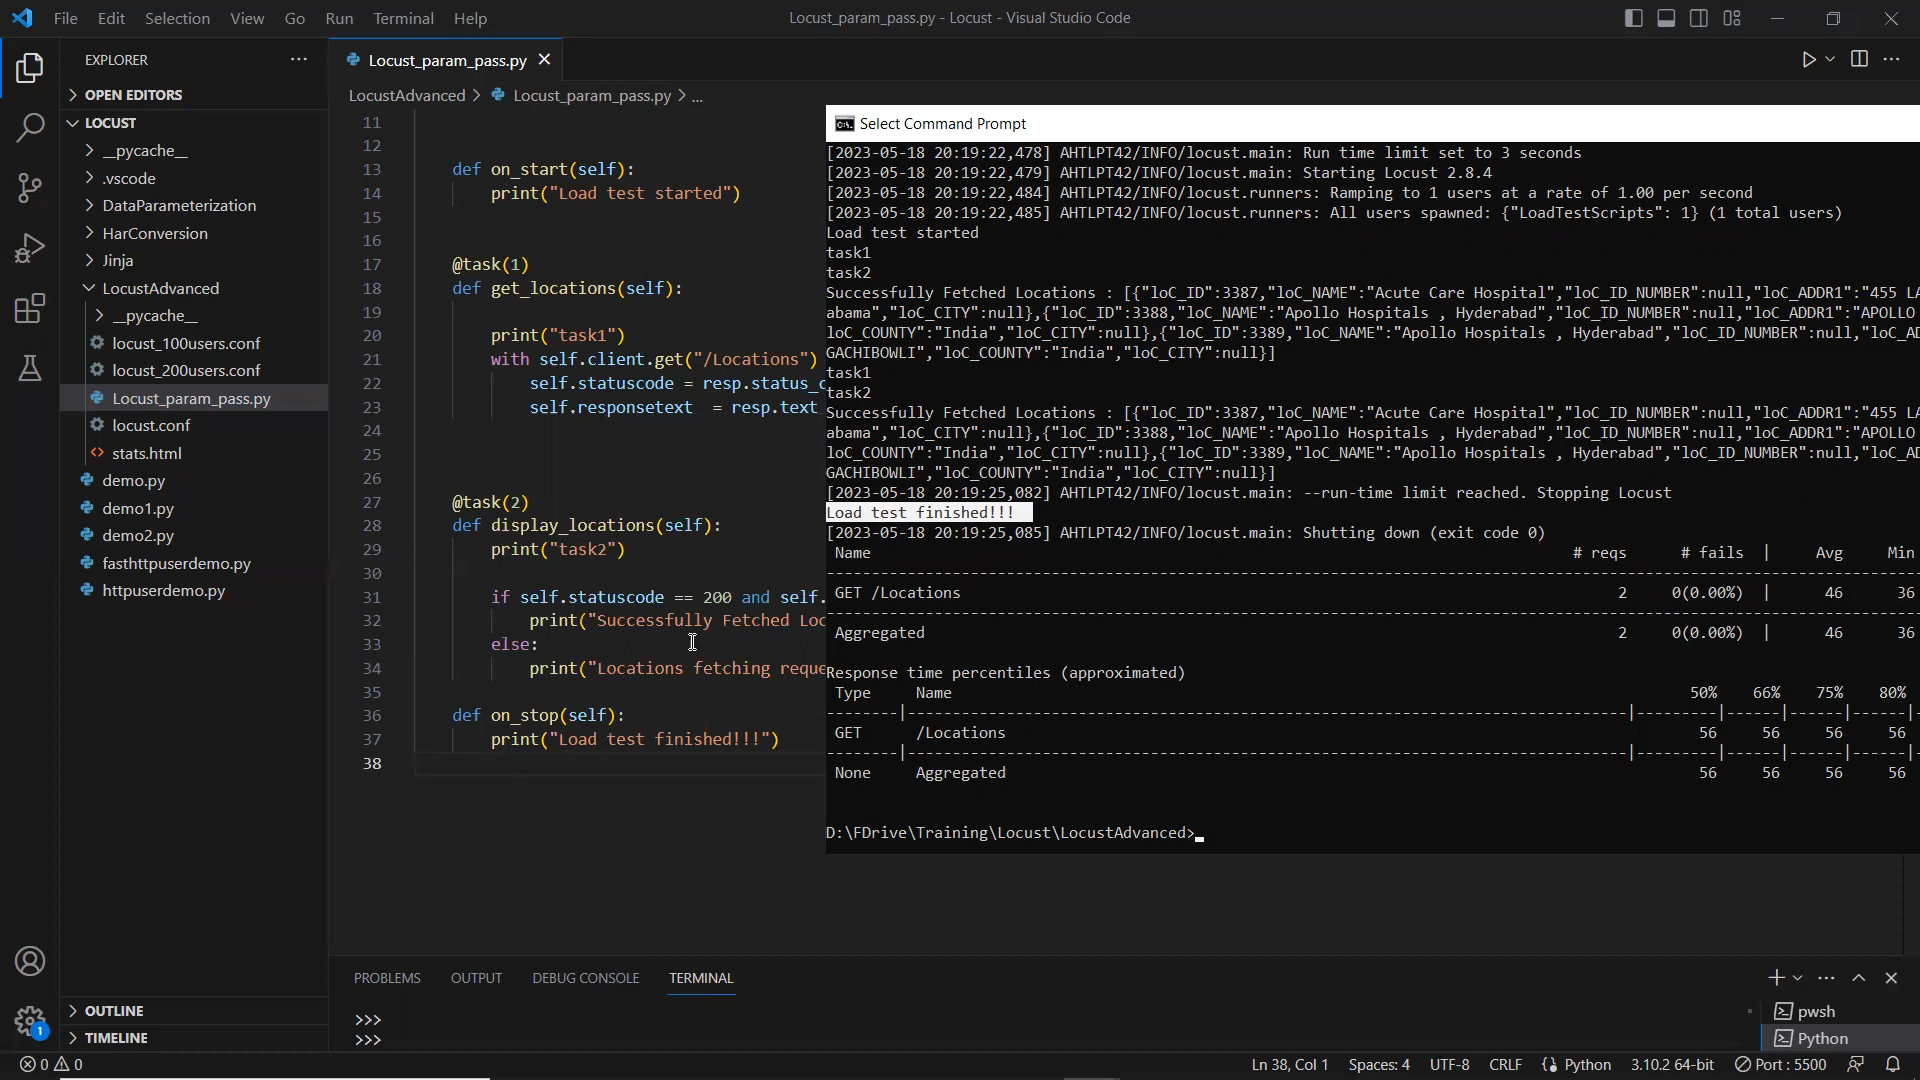 File Edit Selection View Go Run Terminal Help
Locust_param_pass.py - Locust - Visual Studio Code
EXPLORER
OPEN EDITORS
LOCUST
__pycache__
.vscode
DataParameterization
HarConversion
Jinja
LocustAdvanced
__pycache__
locust_100users.conf
locust_200users.conf
Locust_param_pass.py
locust.conf
stats.html
demo.py
demo1.py
demo2.py
fasthttpuserdemo.py
httpuserdemo.py
OUTLINE
TIMELINE
Locust_param_pass.py
LocustAdvanced > Locust_param_pass.py > ...
11
12
13 def on_start(self):
14 print("Load test started")
15
16
17 @task(1)
18 def get_locations(self):
19
20 print("task1")
21 with self.client.get("/Locations")
22 self.statuscode = resp.status_c
23 self.responsetext = resp.text
24
25
26
27 @task(2)
28 def display_locations(self):
29 print("task2")
30
31 if self.statuscode == 200 and self.
32 print("Successfully Fetched Loc
33 else:
34 print("Locations fetching reque
35
36 def on_stop(self):
37 print("Load test finished!!!")
38
Select Command Prompt
[2023-05-18 20:19:22,478] AHTLPT42/INFO/locust.main: Run time limit set to 3 seconds
[2023-05-18 20:19:22,479] AHTLPT42/INFO/locust.main: Starting Locust 2.8.4
[2023-05-18 20:19:22,484] AHTLPT42/INFO/locust.runners: Ramping to 1 users at a rate of 1.00 per second
[2023-05-18 20:19:22,485] AHTLPT42/INFO/locust.runners: All users spawned: {"LoadTestScripts": 1} (1 total users)
Load test started
task1
task2
Successfully Fetched Locations : [{"loC_ID":3387,"loC_NAME":"Acute Care Hospital","loC_ID_NUMBER":null,"loC_ADDR1":"455 LA
abama","loC_CITY":null},{"loC_ID":3388,"loC_NAME":"Apollo Hospitals , Hyderabad","loC_ID_NUMBER":null,"loC_ADDR1":"APOLLO
loC_COUNTY":"India","loC_CITY":null},{"loC_ID":3389,"loC_NAME":"Apollo Hospitals , Hyderabad","loC_ID_NUMBER":null,"loC_AD
GACHIBOWLI","loC_COUNTY":"India","loC_CITY":null}]
task1
task2
Successfully Fetched Locations : [{"loC_ID":3387,"loC_NAME":"Acute Care Hospital","loC_ID_NUMBER":null,"loC_ADDR1":"455 LA
abama","loC_CITY":null},{"loC_ID":3388,"loC_NAME":"Apollo Hospitals , Hyderabad","loC_ID_NUMBER":null,"loC_ADDR1":"APOLLO
loC_COUNTY":"India","loC_CITY":null},{"loC_ID":3389,"loC_NAME":"Apollo Hospitals , Hyderabad","loC_ID_NUMBER":null,"loC_AD
GACHIBOWLI","loC_COUNTY":"India","loC_CITY":null}]
[2023-05-18 20:19:25,082] AHTLPT42/INFO/locust.main: --run-time limit reached. Stopping Locust
Load test finished!!!
[2023-05-18 20:19:25,085] AHTLPT42/INFO/locust.main: Shutting down (exit code 0)
Name # reqs # fails | Avg Min
GET /Locations 2 0(0.00%) | 46 36
Aggregated 2 0(0.00%) | 46 36
Response time percentiles (approximated)
Type Name 50% 66% 75% 80%
GET /Locations 56 56 56 56
None Aggregated 56 56 56 56
D:\FDrive\Training\Locust\LocustAdvanced>
PROBLEMS OUTPUT DEBUG CONSOLE TERMINAL
>>>
>>>
pwsh
Python
1
0 0
Ln 38, Col 1 Spaces: 4 UTF-8 CRLF Python 3.10.2 64-bit Port : 5500